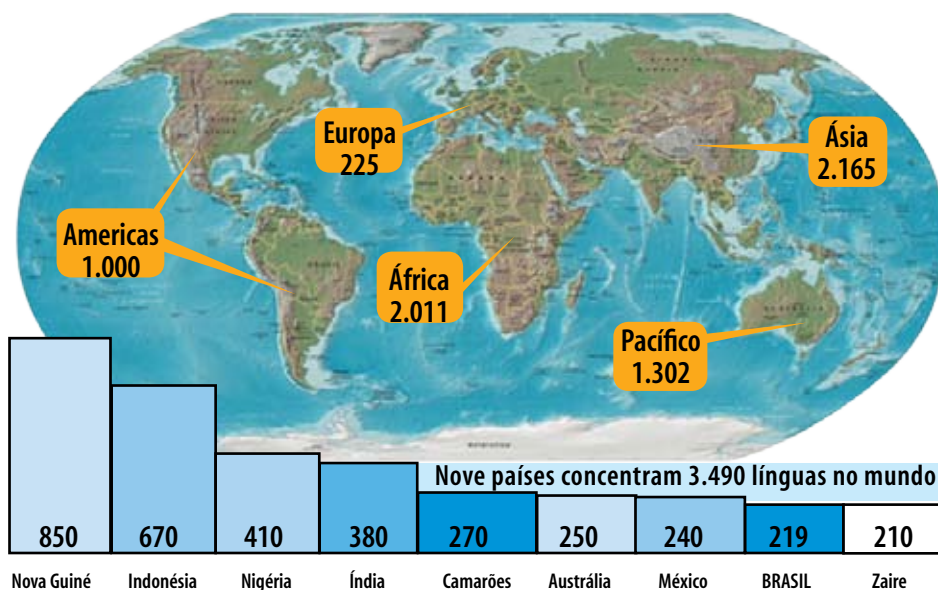 Europa
225
Ásia
2.165
Americas
1.000
África
2.011
Pacífico
1.302
Nove países concentram 3.490 línguas no mundo
850 670 410 380 270 250 240 219 210
Nova Guiné Indonésia Nigéria Índia Camarões Austrália México BRASIL Zaire